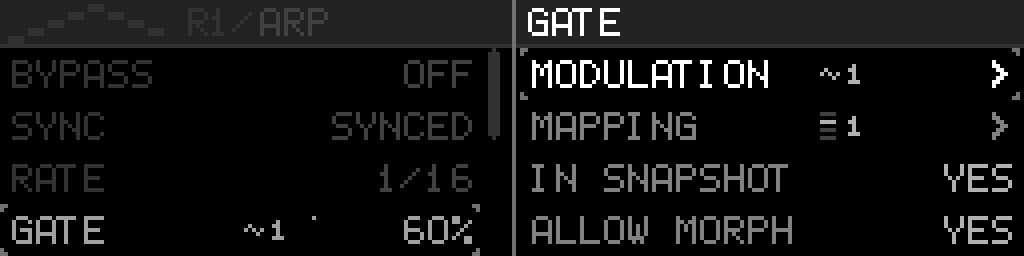 R1/ARP
BYPASS OFF
SYNC SYNCED
RATE 1/16
GATE ~1 60%
GATE
MODULATION ~1 >
MAPPING 1 >
IN SNAPSHOT YES
ALLOW MORPH YES